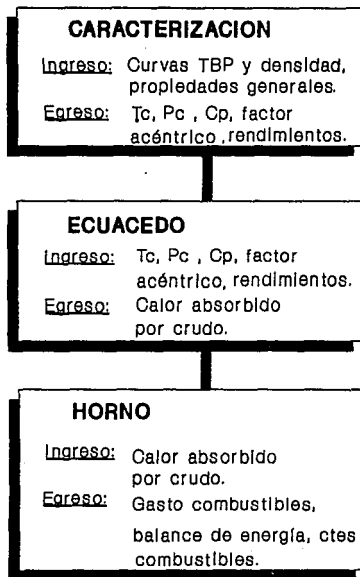 CARACTERIZACION
Ingreso: Curvas TBP y densidad,
propiedades generales.
Egreso: Tc, Pc , Cp, factor
acéntrico ,rendimientos.
ECUACEDO
Ingreso: Tc, Pc , Cp, factor
acéntrico, rendimientos.
Egreso: Calor absorbido
por crudo.
HORNO
Ingreso: Calor absorbido
por crudo.
Egreso: Gasto combustibles,
balance de energía, ctes
combustibles.